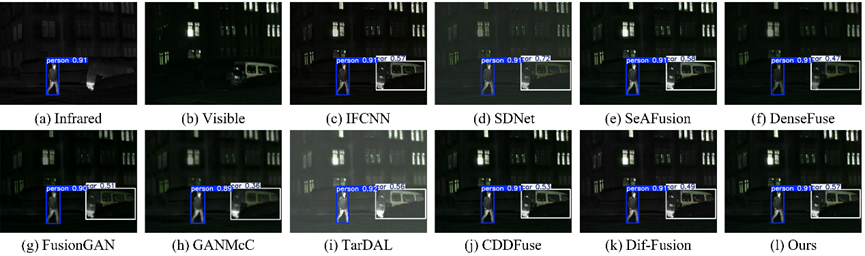 person 0.91
person 0.91 car 0.57
person 0.91 car 0.72
person 0.91 car 0.56
person 0.91 car 0.47
(a) Infrared (b) Visible (c) IFCNN (d) SDNet (e) SeAFusion (f) DenseFuse
person 0.90 car 0.51
person 0.89 car 0.36
person 0.92 car 0.56
person 0.91 car 0.53
person 0.91 car 0.49
person 0.91 car 0.57
(g) FusionGAN (h) GANMcC (i) TarDAL (j) CDDFuse (k) Dif-Fusion (l) Ours